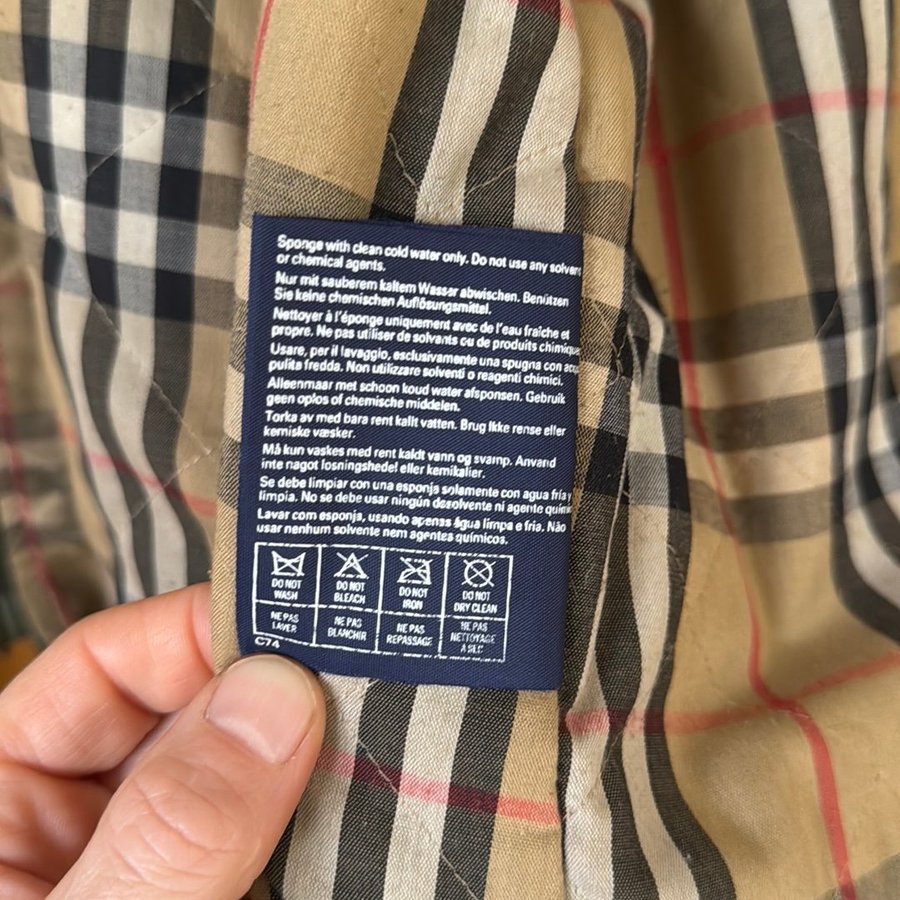 Sponge with clean cold water only. Do not use any solvent
or chemical agents.
Nur mit sauberem kaltem Wasser abwischen. Benützen
Sie keine chemischen Auflösungsmittel.
Nettoyer à l'éponge uniquement avec de l'eau fraîche et
propre. Ne pas utiliser de solvants ou de produits chimique
Usare, per il lavaggio, esclusivamente una spugna con acqu
pulita fredda. Non utilizzare solventi o reagenti chimici.
Alleenmaar met schoon koud water afsponsen. Gebruik
geen oplos of chemische middelen.
Torka av med bara rent kallt vatten. Brug Ikke rense eller
kemiske væsker.
Må kun vaskes med rent kaldt vann og svamp. Anvend
inte nagot losningshedel eller kemikalier.
Se debe limpiar con una esponja solamente con agua fría y
limpia. No se debe usar ningún desolvente ni agente quími
Lavar com esponja, usando apenas água limpa e fria. Não
usar nenhum solvente nem agentes químicos.
DO NOT WASH
DO NOT BLEACH
DO NOT IRON
DO NOT DRY CLEAN
NE PAS LAVER
NE PAS BLANCHIR
NE PAS REPASSAGE
NE PAS NETTOYAGE A SEC
C74